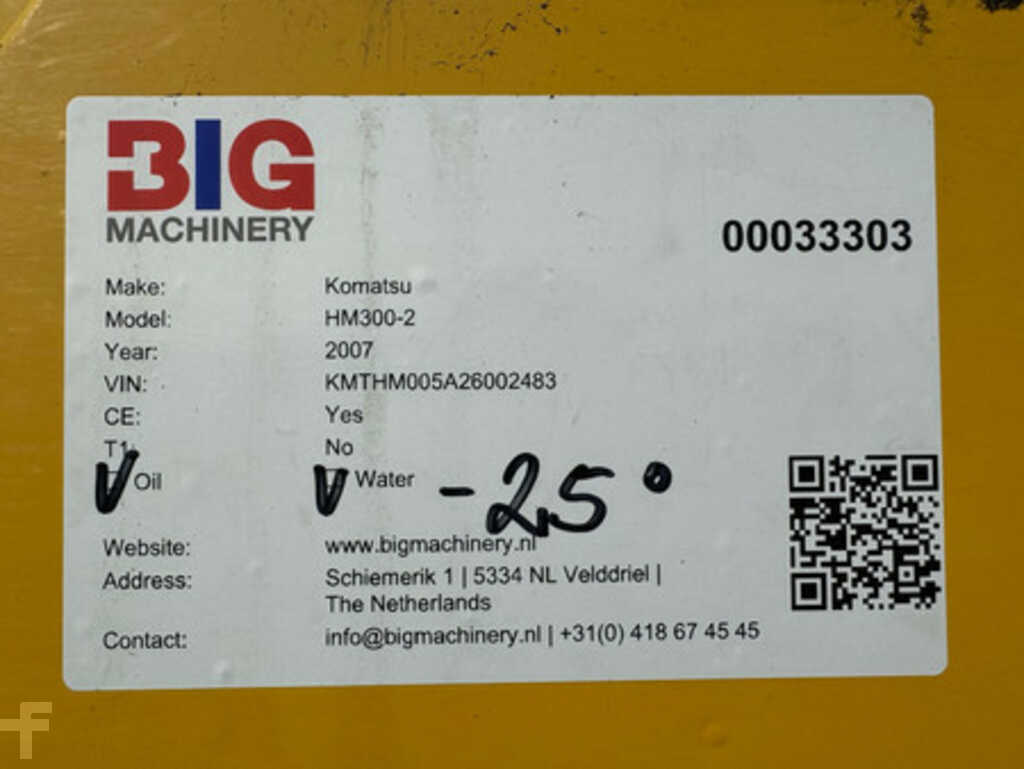 BIG
MACHINERY
00033303
Make: Komatsu
Model: HM300-2
Year: 2007
VIN: KMTHM005A26002483
CE: Yes
T1: No
V Oil V Water -25°
Website: www.bigmachinery.nl
Address: Schiemerik 1 | 5334 NL Velddriel |
The Netherlands
Contact: info@bigmachinery.nl | +31(0) 418 67 45 45
f